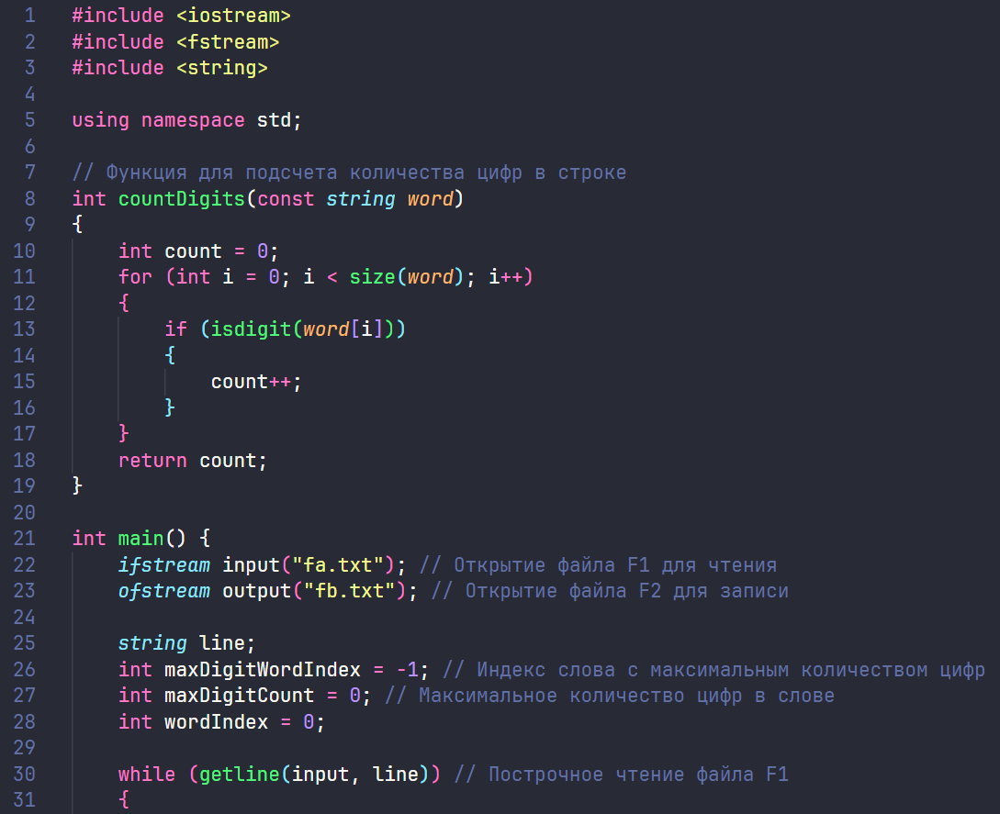 1 #include <iostream>
2 #include <fstream>
3 #include <string>
4
5 using namespace std;
6
7 // Функция для подсчета количества цифр в строке
8 int countDigits(const string word)
9 {
10     int count = 0;
11     for (int i = 0; i < size(word); i++)
12     {
13         if (isdigit(word[i]))
14         {
15             count++;
16         }
17     }
18     return count;
19 }
20
21 int main() {
22     ifstream input("fa.txt"); // Открытие файла F1 для чтения
23     ofstream output("fb.txt"); // Открытие файла F2 для записи
24
25     string line;
26     int maxDigitWordIndex = -1; // Индекс слова с максимальным количеством цифр
27     int maxDigitCount = 0; // Максимальное количество цифр в слове
28     int wordIndex = 0;
29
30     while (getline(input, line)) // Построчное чтение файла F1
31     {